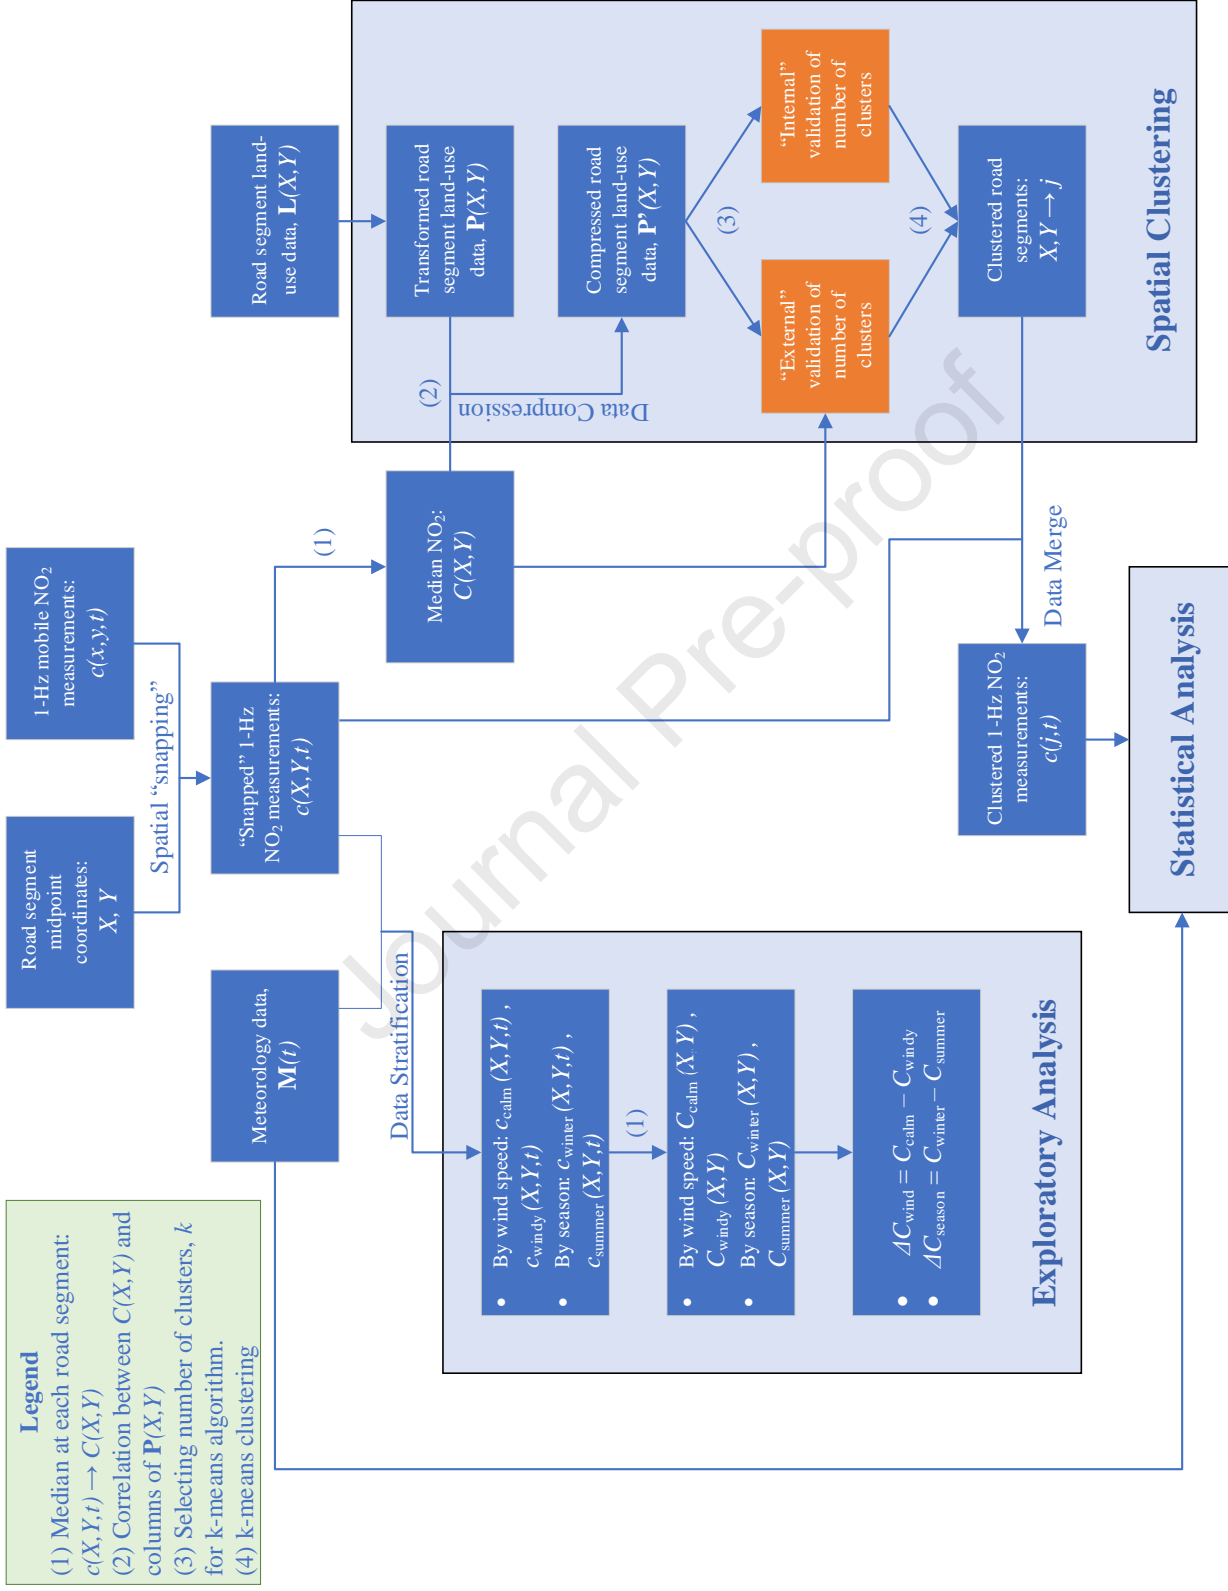 Legend
(1) Median at each road segment:
c(X,Y,t) → C(X,Y)
(2) Correlation between C(X,Y) and
columns of P(X,Y)
(3) Selecting number of clusters, k
for k-means algorithm.
(4) k-means clustering
Road segment
midpoint
coordinates:
X, Y
1-Hz mobile NO2
measurements:
c(x,y,t)
Spatial “snapping”
Meteorology data,
M(t)
“Snapped” 1-Hz
NO2 measurements:
c(X,Y,t)
Road segment land-
use data, L(X,Y)
(1)
Data Stratification
Median NO2:
C(X,Y)
(2)
Data Compression
Transformed road
segment land-use
data, P(X,Y)
• By wind speed: ccalm (X,Y,t) ,
cwindy (X,Y,t)
• By season: cwinter (X,Y,t) ,
csummer (X,Y,t)
(1)
• By wind speed: Ccalm (X,Y) ,
Cwindy (X,Y)
• By season: Cwinter (X,Y) ,
Csummer (X,Y)
• ΔCwind = Ccalm – Cwindy
• ΔCseason = Cwinter – Csummer
Exploratory Analysis
Compressed road
segment land-use
data, P’(X,Y)
(3)
“External”
validation of
number of
clusters
“Internal”
validation of
number of
clusters
(4)
Clustered road
segments:
X,Y → j
Spatial Clustering
Data Merge
Clustered 1-Hz NO2
measurements:
c(j,t)
Statistical Analysis
Journal Pre-proof